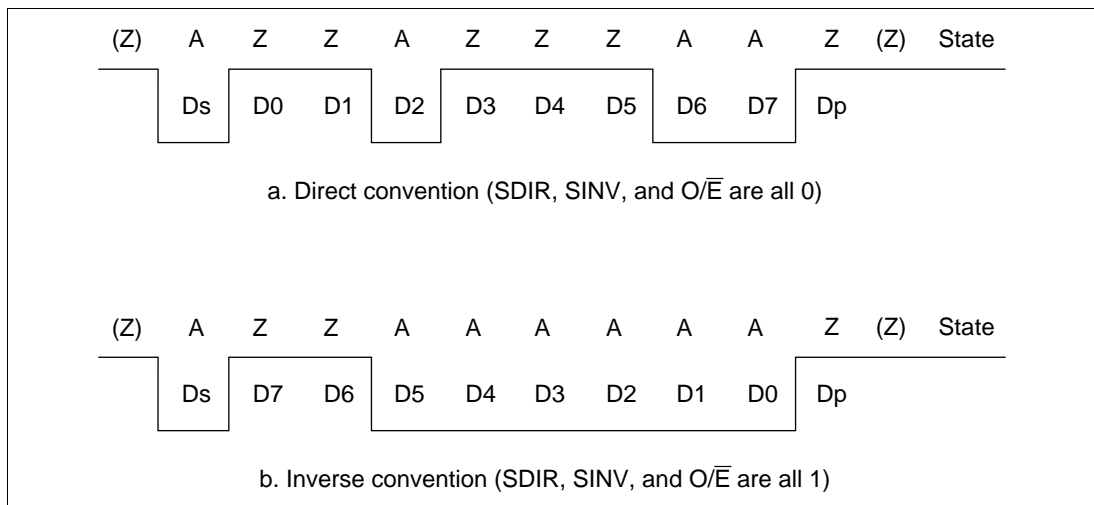 (Z) A Z Z A Z Z Z A A Z (Z) State
Ds D0 D1 D2 D3 D4 D5 D6 D7 Dp
a. Direct convention (SDIR, SINV, and O/E̅ are all 0)
(Z) A Z Z A A A A A A Z (Z) State
Ds D7 D6 D5 D4 D3 D2 D1 D0 Dp
b. Inverse convention (SDIR, SINV, and O/E̅ are all 1)